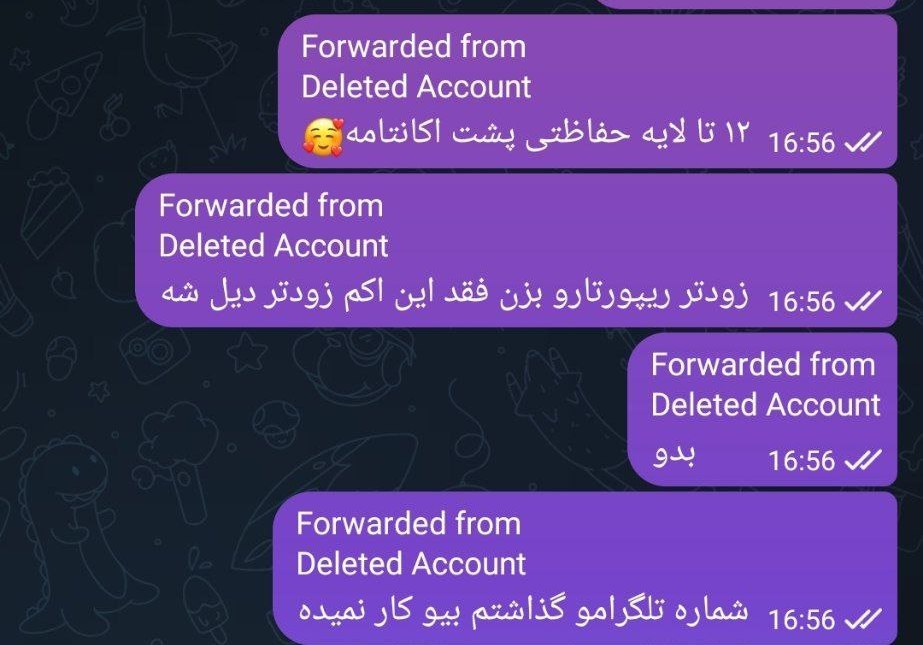 Forwarded from
Deleted Account
۱۲ تا لایه حفاظتی پشت اکانتامه🥰
16:56
Forwarded from
Deleted Account
زودتر ریپورتارو بزن فقد این اکم زودتر دیل شه
16:56
Forwarded from
Deleted Account
بدو
16:56
Forwarded from
Deleted Account
شماره تلگرامو گذاشتم بیو کار نمیده
16:56